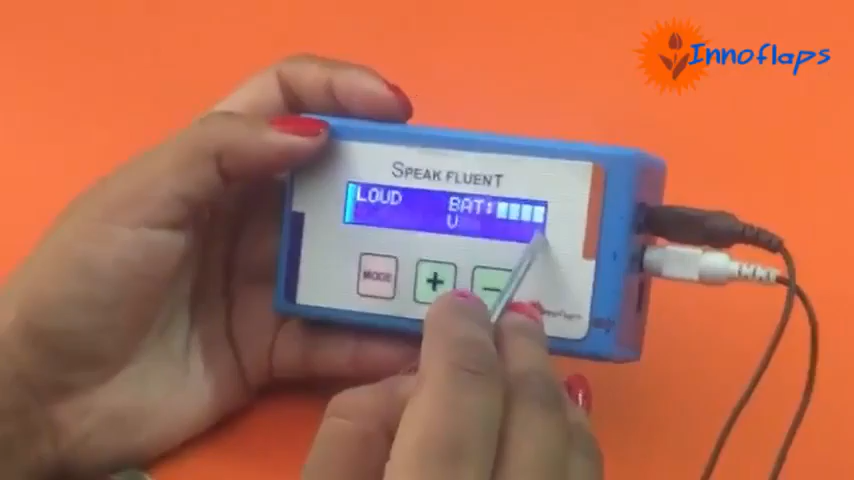 Innoflaps
SPEAK FLUENT
LOUD BAT:
V
MODE
+
-